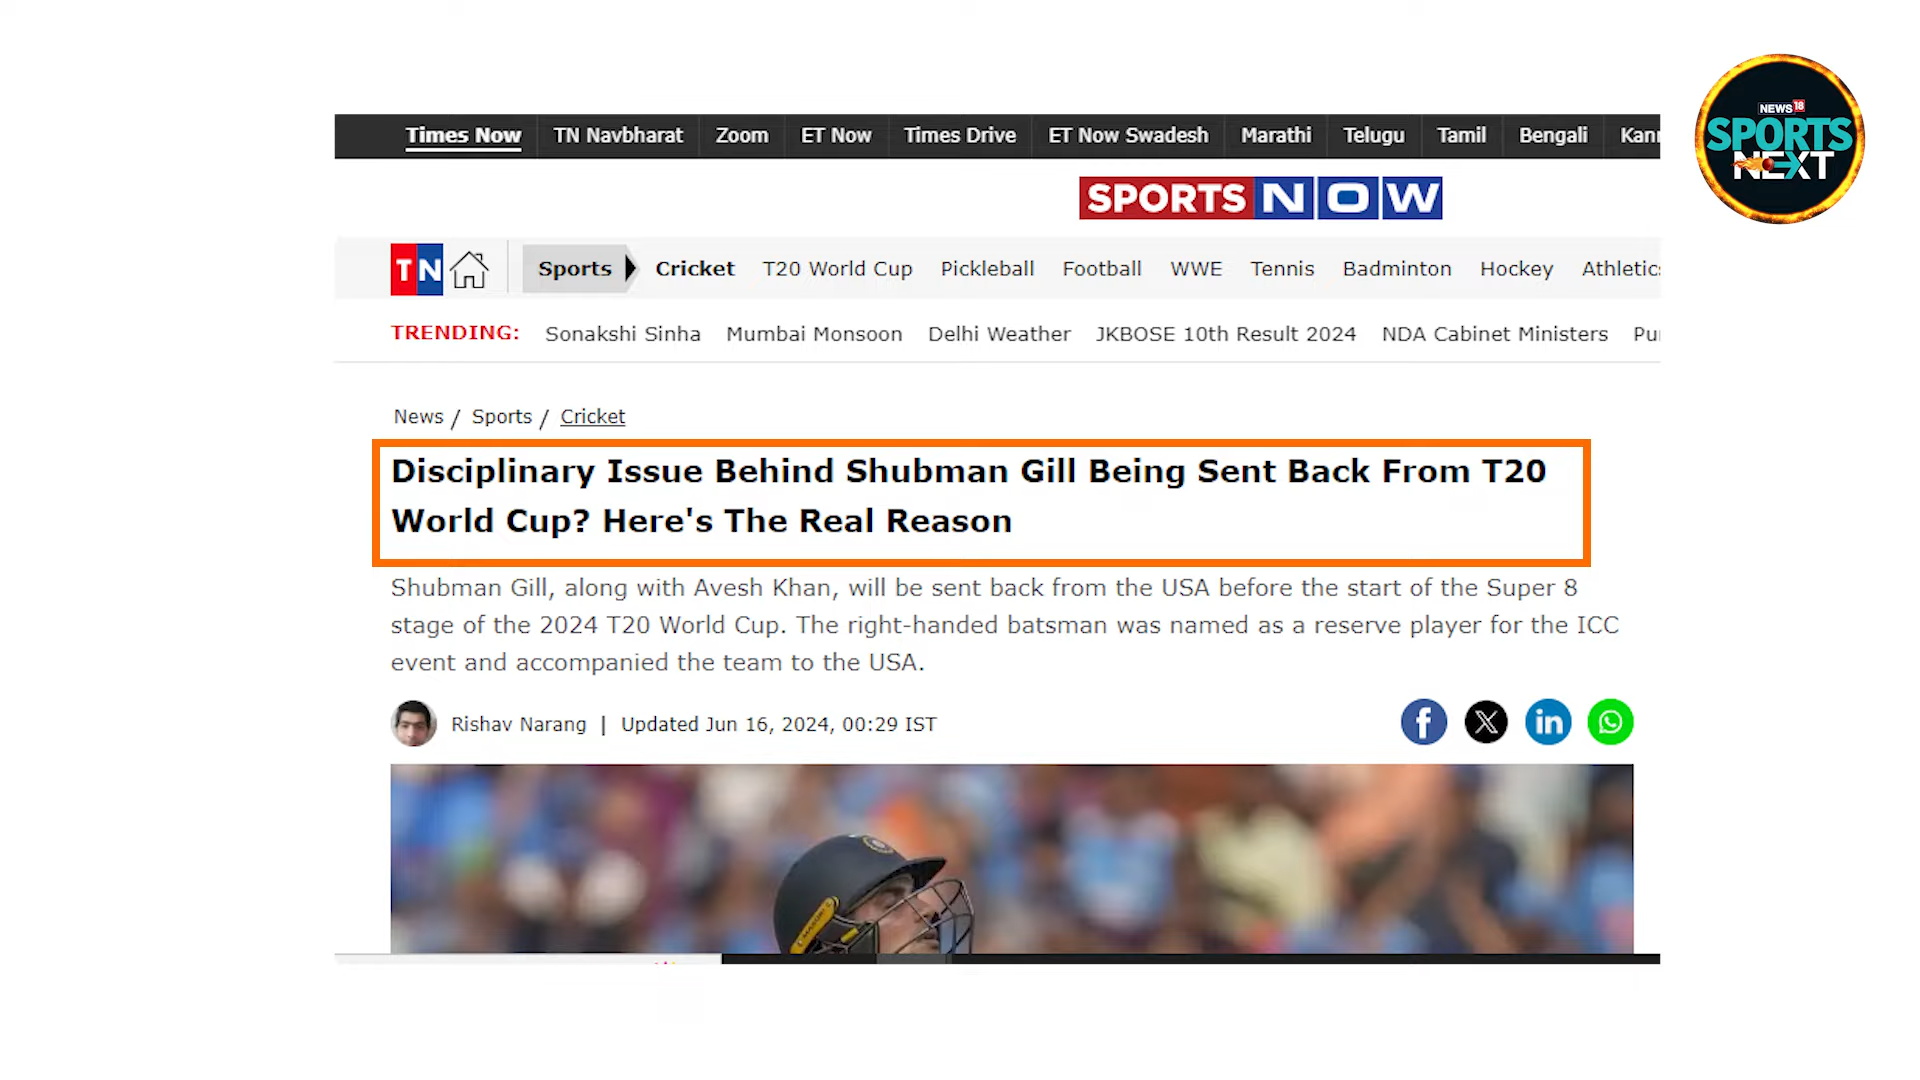 NEWS 18
SPORTS
NEXT
Times Now TN Navbharat Zoom ET Now Times Drive ET Now Swadesh Marathi Telugu Tamil Bengali Kann
SPORTS NOW
TN Sports Cricket T20 World Cup Pickleball Football WWE Tennis Badminton Hockey Athletics
TRENDING: Sonakshi Sinha Mumbai Monsoon Delhi Weather JKBOSE 10th Result 2024 NDA Cabinet Ministers Pu
News / Sports / Cricket
Disciplinary Issue Behind Shubman Gill Being Sent Back From T20
World Cup? Here's The Real Reason
Shubman Gill, along with Avesh Khan, will be sent back from the USA before the start of the Super 8
stage of the 2024 T20 World Cup. The right-handed batsman was named as a reserve player for the ICC
event and accompanied the team to the USA.
Rishav Narang | Updated Jun 16, 2024, 00:29 IST